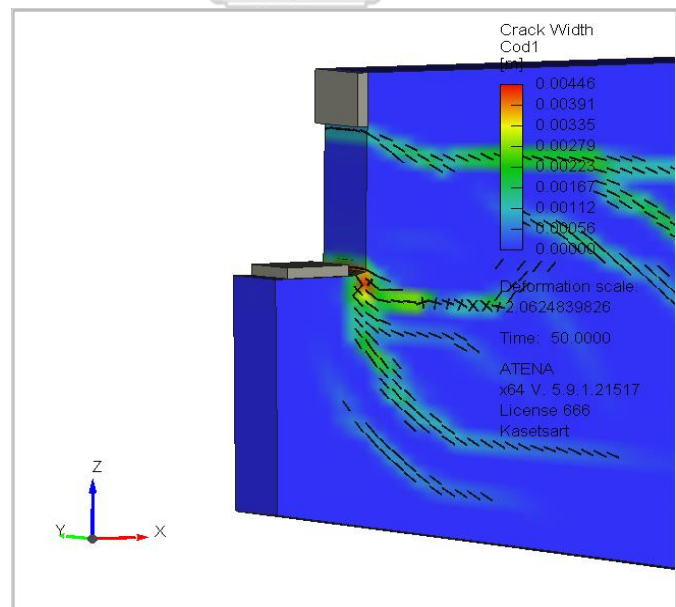 Crack Width
Cod1
[m]
0.00446
0.00391
0.00335
0.00279
0.00223
0.00167
0.00112
0.00056
0.00000
Deformation scale:
2.0624839826
Time: 50.0000
ATENA
x64 V. 5.9.1.21517
License 666
Kasetsart
Z
Y
X